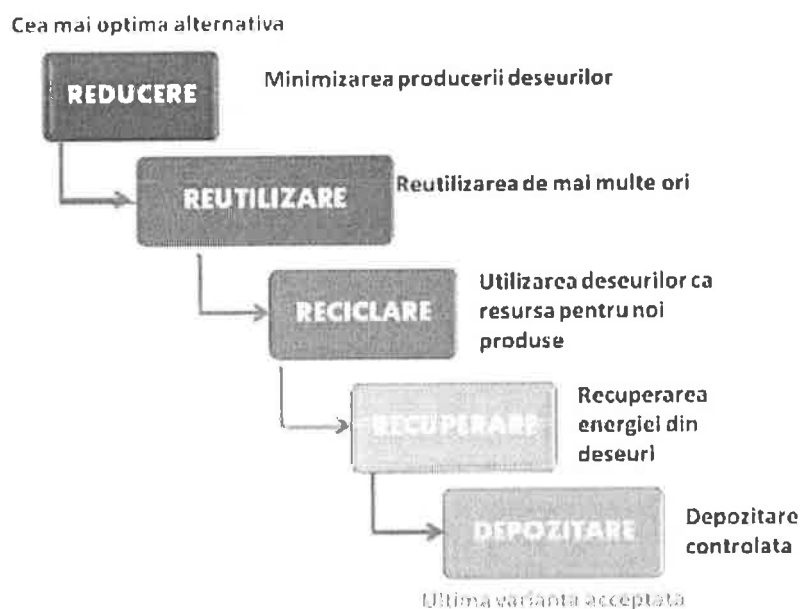 Cea mai optima alternativa
REDUCERE
Minimizarea producerii deseurilor
REUTILIZARE
Reutilizarea de mai multe ori
RECICLARE
Utilizarea deseurilor ca
resursa pentru noi
produse
RECUPERARE
Recuperarea
energiei din
deseuri
DEPOZITARE
Depozitare
controlata
Ultima varianta acceptata